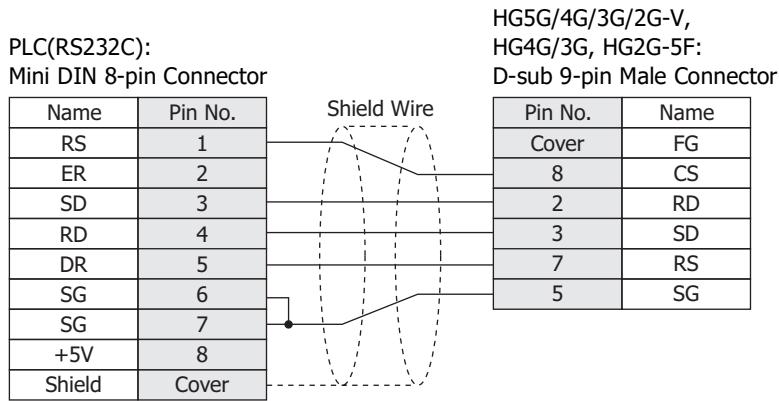 HG5G/4G/3G/2G-V,
PLC(RS232C): HG4G/3G, HG2G-5F:
Mini DIN 8-pin Connector D-sub 9-pin Male Connector
Name Pin No. Shield Wire Pin No. Name
RS 1 Cover FG
ER 2 8 CS
SD 3 2 RD
RD 4 3 SD
DR 5 7 RS
SG 6 5 SG
SG 7
+5V 8
Shield Cover